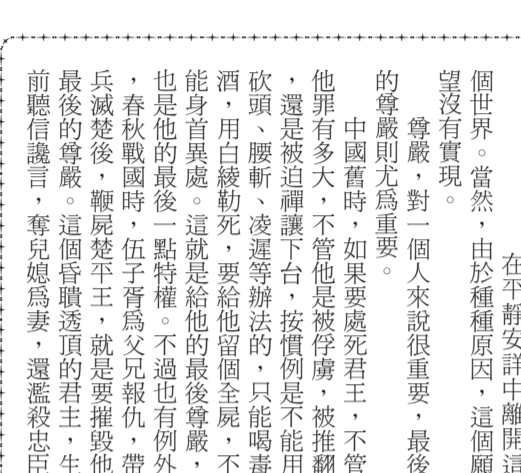 在平靜安詳中離開這
個世界。當然，由於種種原因，這個願
望沒有實現。
尊嚴，對一個人來說很重要，最後
的尊嚴則尤爲重要。
中國舊時，如果要處死君王，不管
他罪有多大，不管他是被俘虜，被推翻
，還是被迫禪讓下台，按慣例是不能用
砍頭、腰斬、凌遲等辦法的，只能喝毒
酒，用白綾勒死，要給他留個全屍，不
能身首異處。這就是給他的最後尊嚴，
也是他的最後一點特權。不過也有例外
，春秋戰國時，伍子胥爲父兄報仇，帶
兵滅楚後，鞭屍楚平王，就是要摧毀他
最後的尊嚴。這個昏聵透頂的君主，生
前聽信讒言，奪兒媳爲妻，還濫殺忠臣